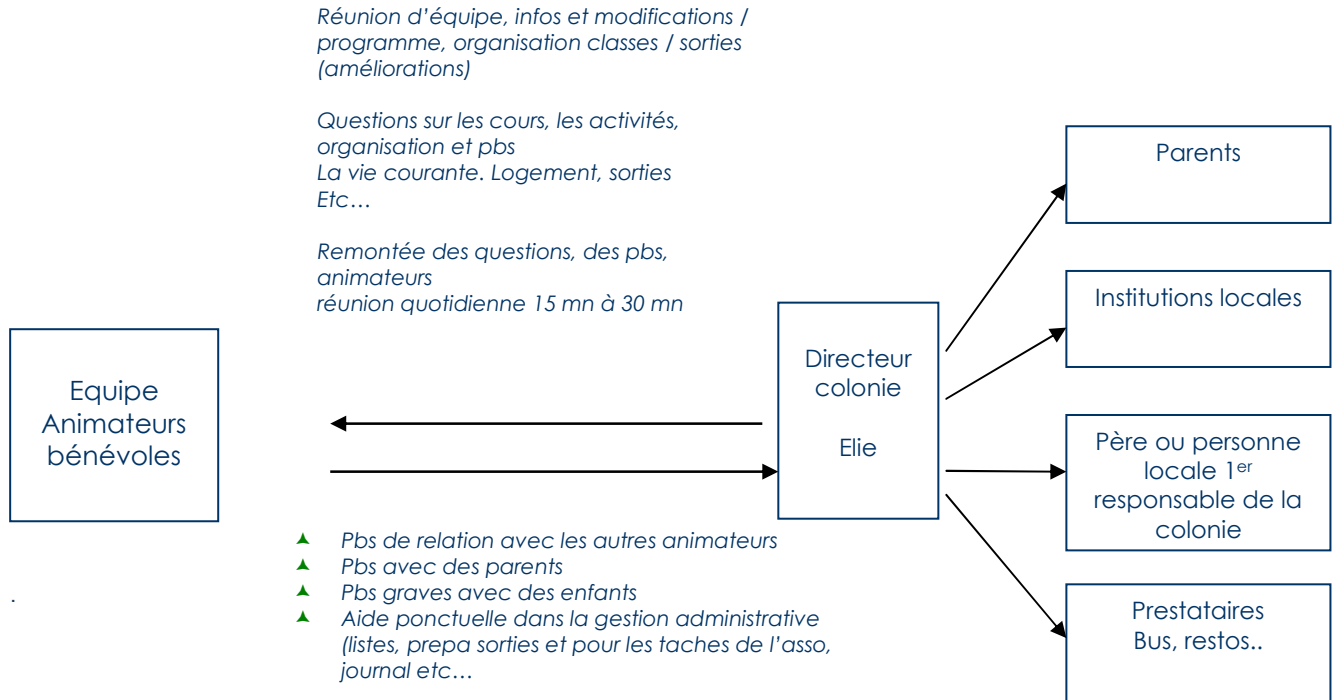 Réunion d’équipe, infos et modifications /
programme, organisation classes / sorties
(améliorations)
Questions sur les cours, les activités,
organisation et pbs
La vie courante. Logement, sorties
Etc…
Remontée des questions, des pbs,
animateurs
réunion quotidienne 15 mn à 30 mn
Equipe
Animateurs
bénévoles
Directeur
colonie
Elie
Parents
Institutions locales
Père ou personne
locale 1er
responsable de la
colonie
Prestataires
Bus, restos..
Pbs de relation avec les autres animateurs
Pbs avec des parents
Pbs graves avec des enfants
Aide ponctuelle dans la gestion administrative
(listes, prepa sorties et pour les taches de l’asso,
journal etc…
.